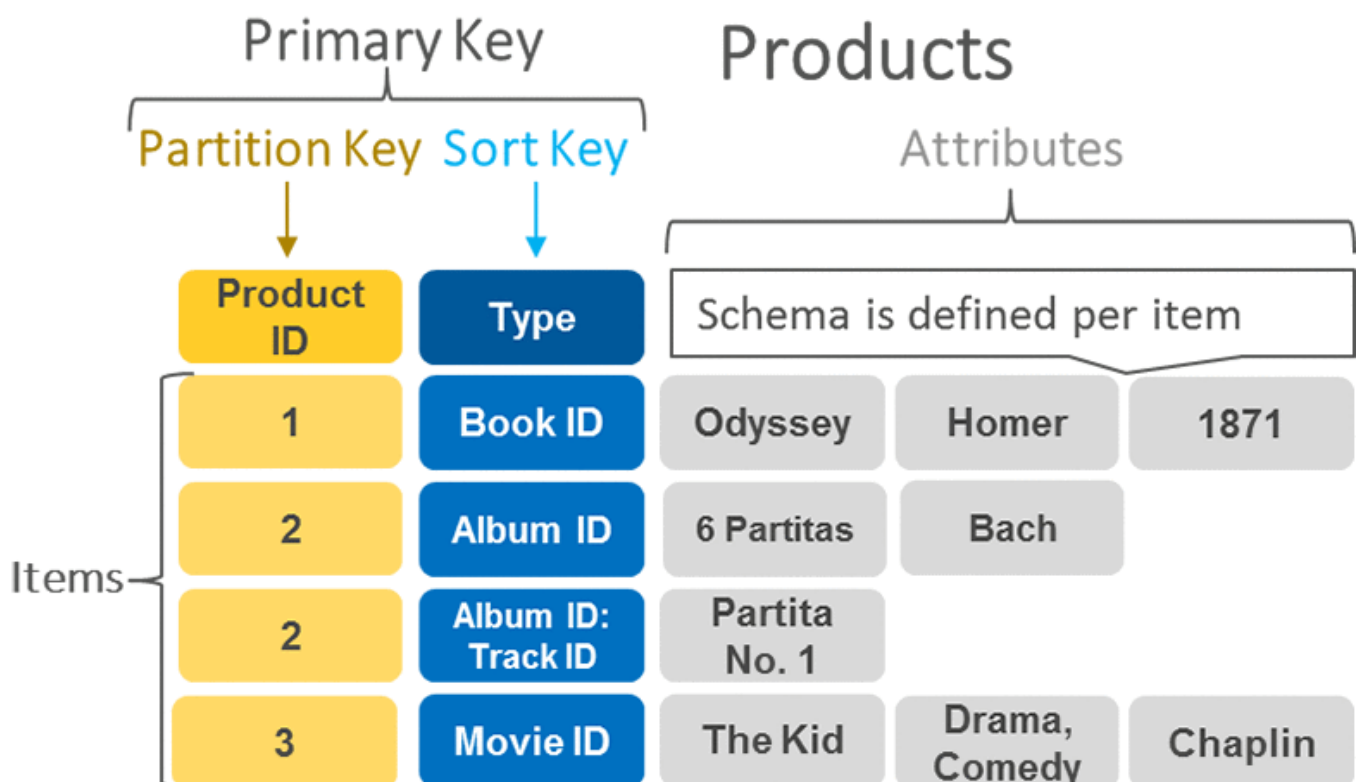 Primary Key
Products
Partition Key
Sort Key
Attributes
Product
ID
Type
Schema is defined per item
Items
1
Book ID
Odyssey
Homer
1871
2
Album ID
6 Partitas
Bach
2
Album ID:
Track ID
Partita
No. 1
3
Movie ID
The Kid
Drama,
Comedy
Chaplin